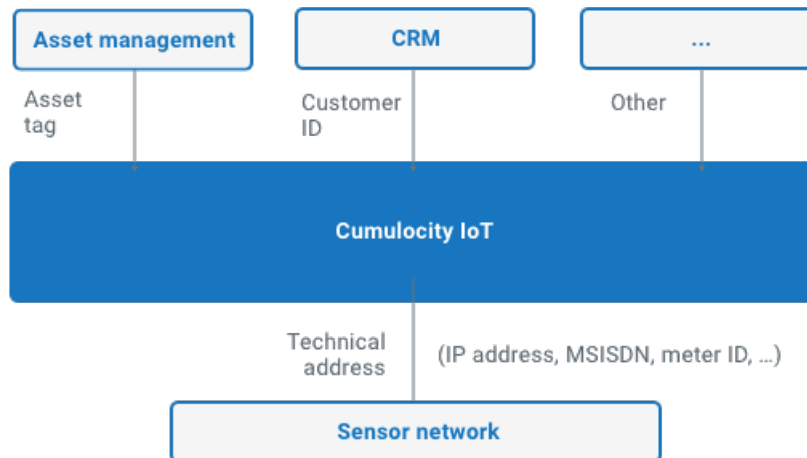 Asset management
CRM
...
Asset
tag
Customer
ID
Other
Cumulocity IoT
Technical
address
(IP address, MSISDN, meter ID, ...)
Sensor network